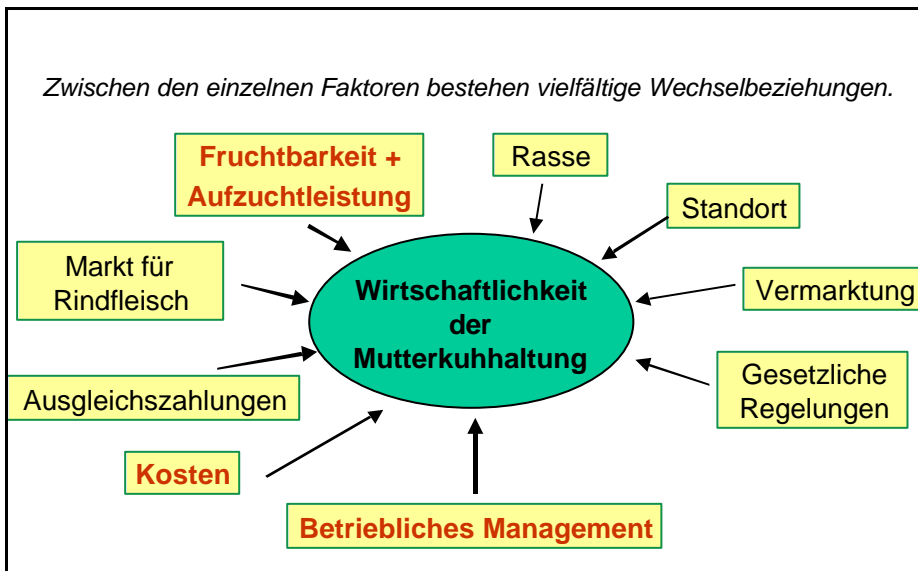 Zwischen den einzelnen Faktoren bestehen vielfältige Wechselbeziehungen.
Fruchtbarkeit +
Aufzuchtleistung
Rasse
Standort
Markt für
Rindfleisch
Wirtschaftlichkeit
der
Mutterkuhhaltung
Vermarktung
Ausgleichszahlungen
Gesetzliche
Regelungen
Kosten
Betriebliches Management